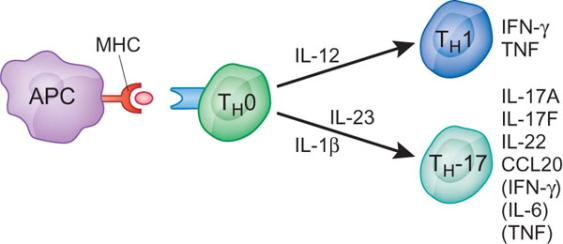 MHC
APC
TH0
IL-12
IL-23
IL-1β
TH1
IFN-γ
TNF
TH-17
IL-17A
IL-17F
IL-22
CCL20
(IFN-γ)
(IL-6)
(TNF)